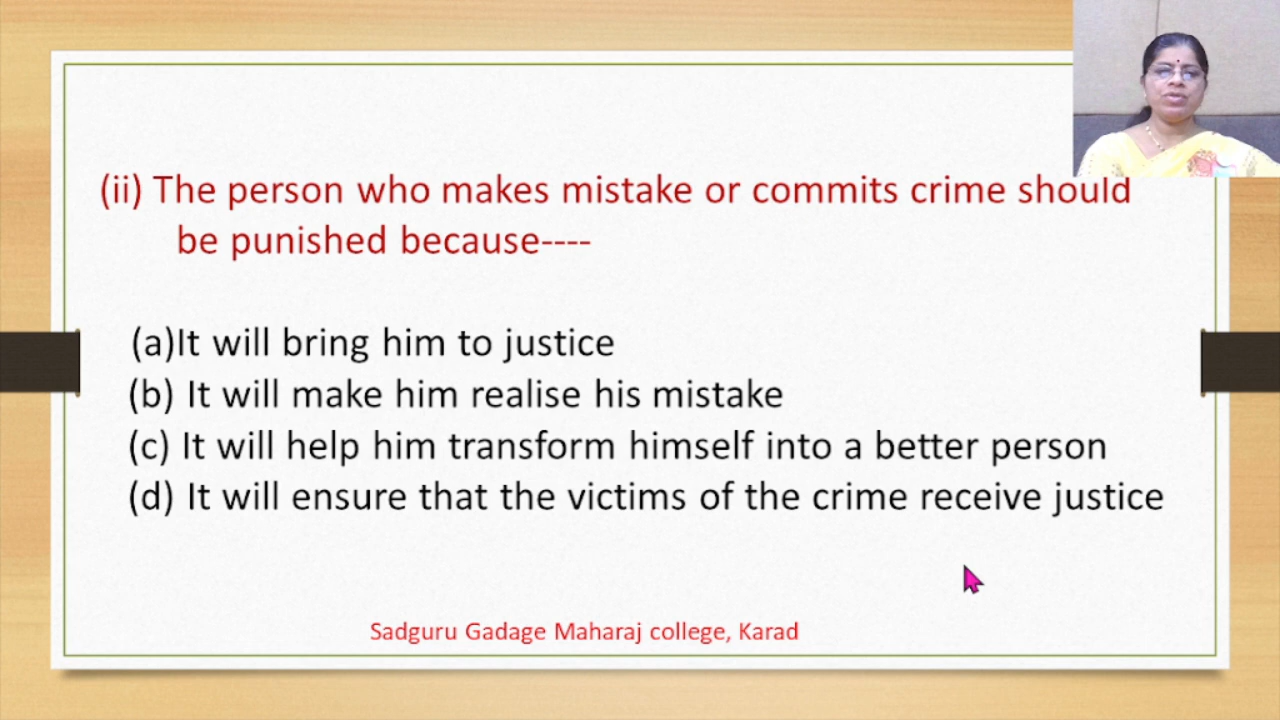 (ii) The person who makes mistake or commits crime should
be punished because----
(a)It will bring him to justice
(b) It will make him realise his mistake
(c) It will help him transform himself into a better person
(d) It will ensure that the victims of the crime receive justice
Sadguru Gadage Maharaj college, Karad